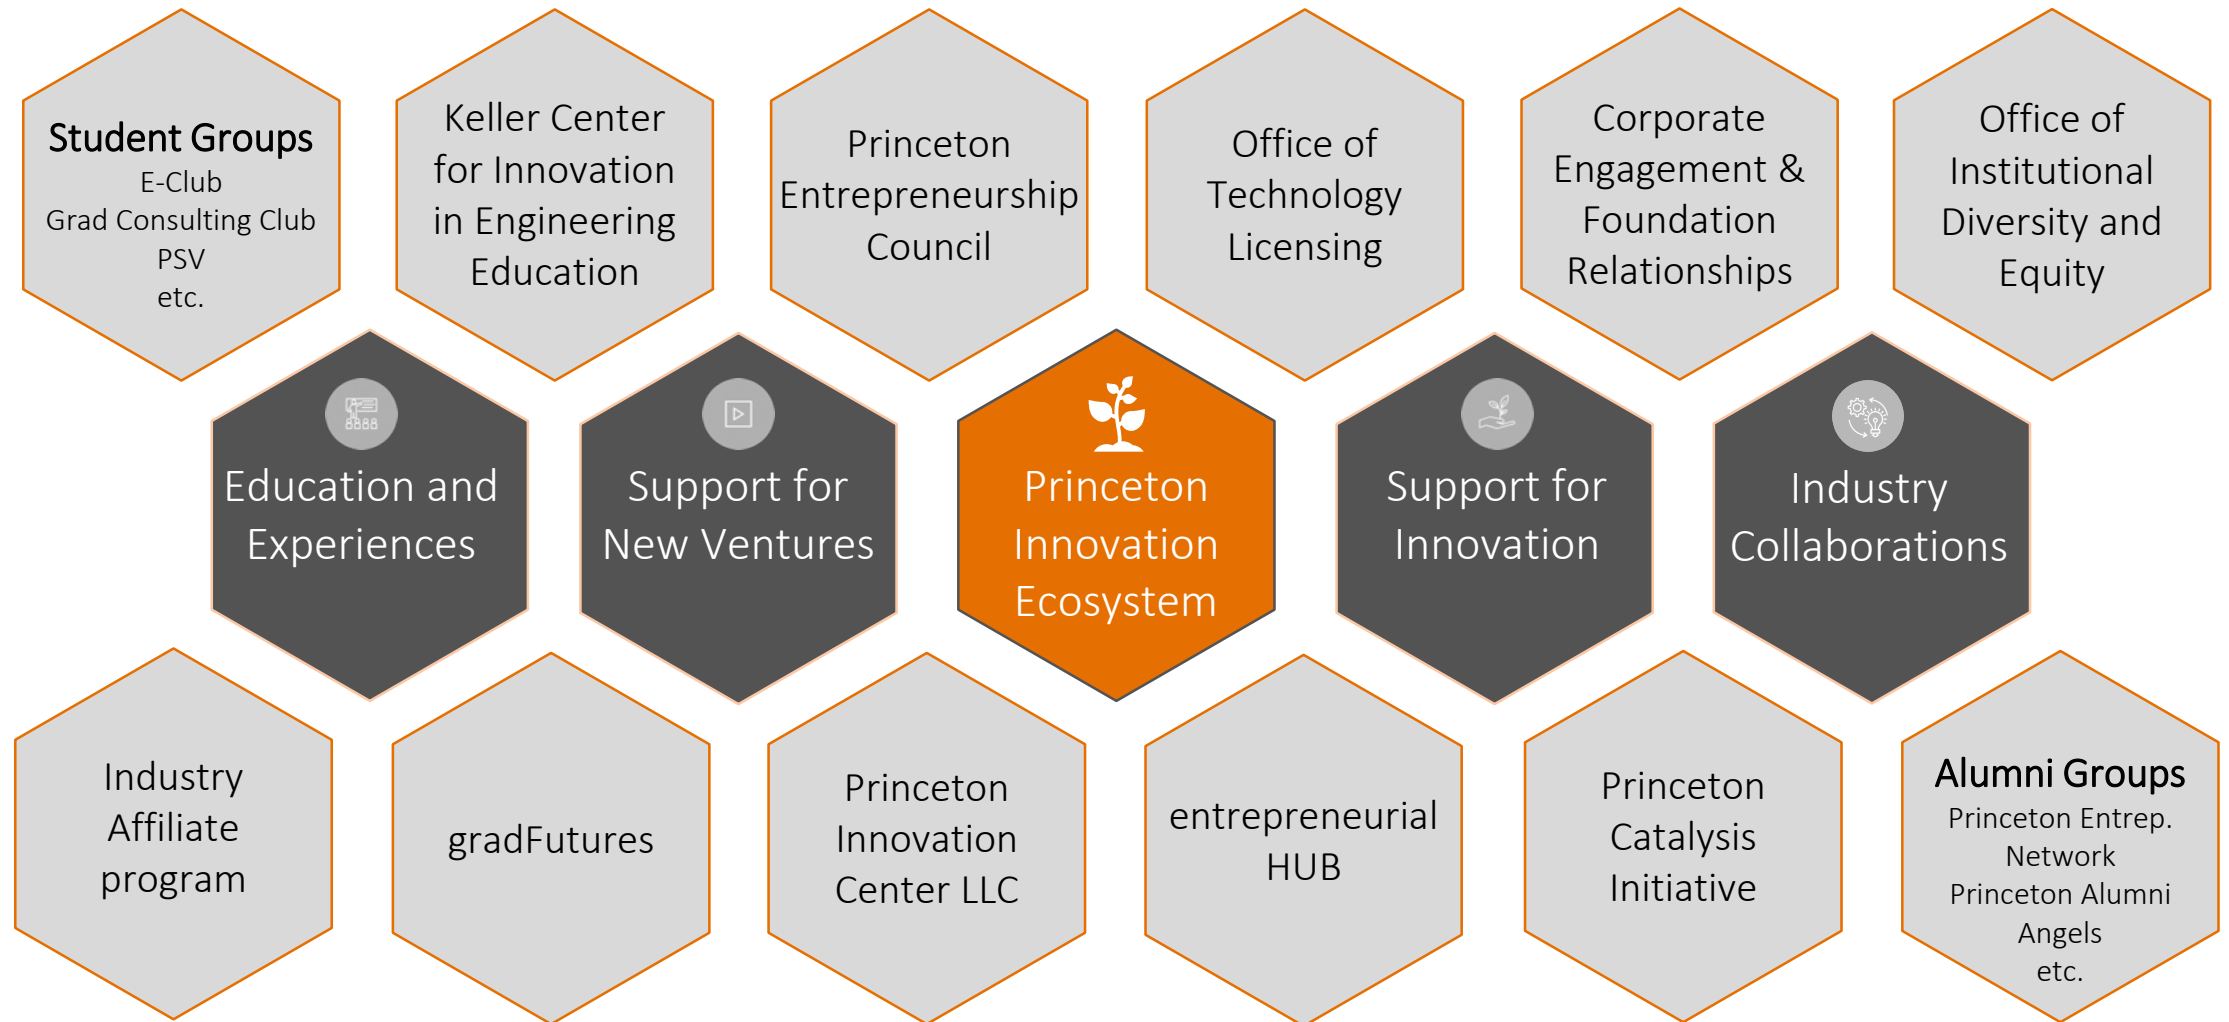 Student Groups
E-Club
Grad Consulting Club
PSV
etc.
Keller Center
for Innovation
in Engineering
Education
Princeton
Entrepreneurship
Council
Office of
Technology
Licensing
Corporate
Engagement &
Foundation
Relationships
Office of
Institutional
Diversity and
Equity
Education and
Experiences
Support for
New Ventures
Princeton
Innovation
Ecosystem
Support for
Innovation
Industry
Collaborations
Industry
Affiliate
program
gradFutures
Princeton
Innovation
Center LLC
entrepreneurial
HUB
Princeton
Catalysis
Initiative
Alumni Groups
Princeton Entrep.
Network
Princeton Alumni
Angels
etc.